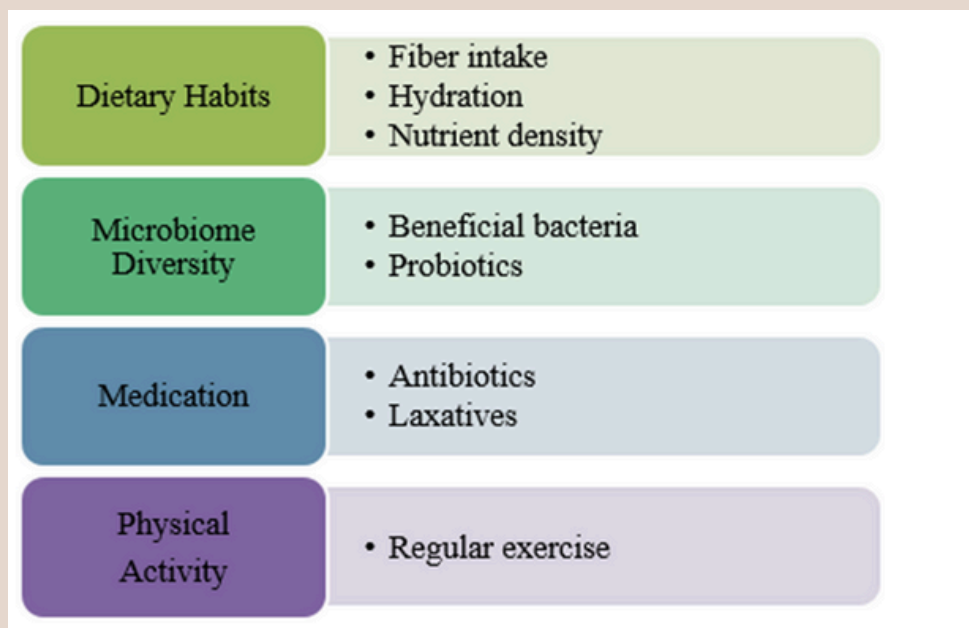 Dietary Habits
• Fiber intake
• Hydration
• Nutrient density
Microbiome
Diversity
• Beneficial bacteria
• Probiotics
Medication
• Antibiotics
• Laxatives
Physical
Activity
• Regular exercise